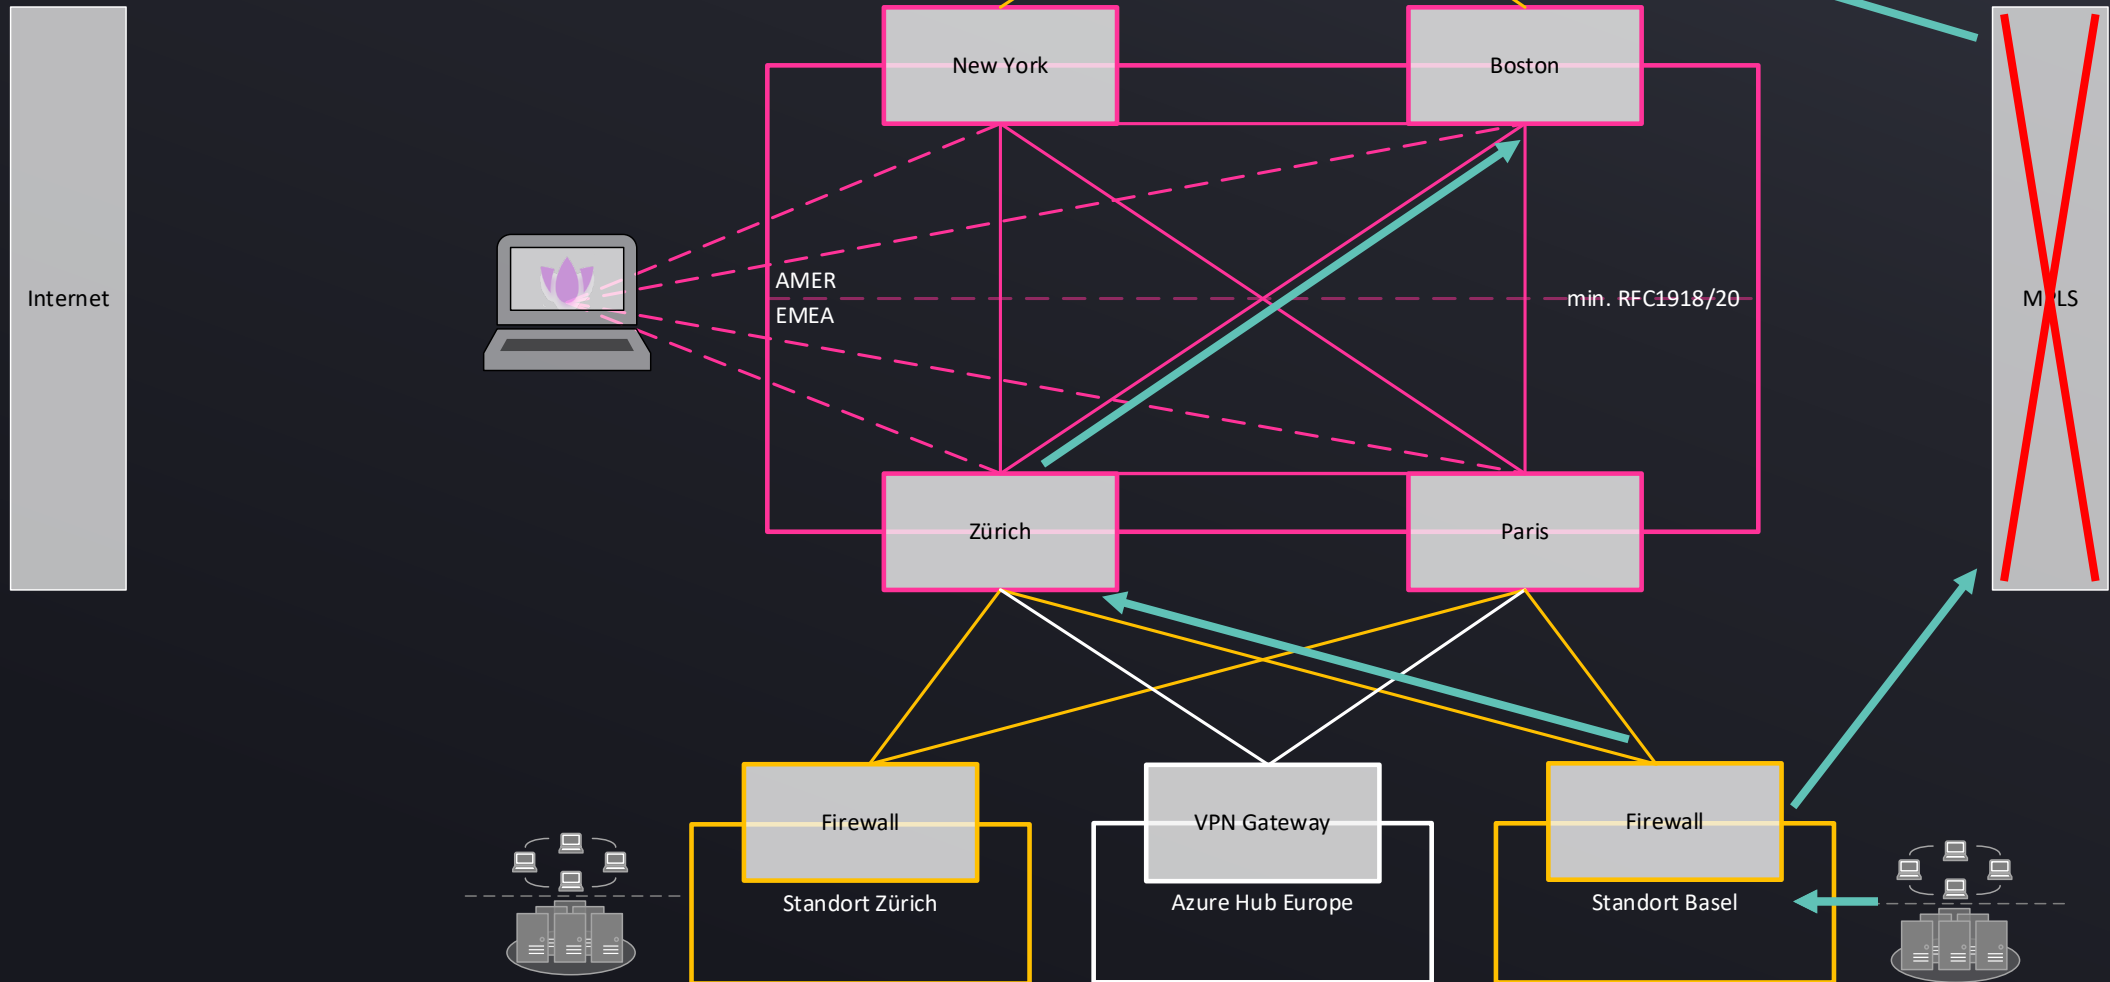 New York
Boston
Internet
AMER
EMEA
min. RFC1918/20
MPLS
Zürich
Paris
Firewall
VPN Gateway
Firewall
Standort Zürich
Azure Hub Europe
Standort Basel